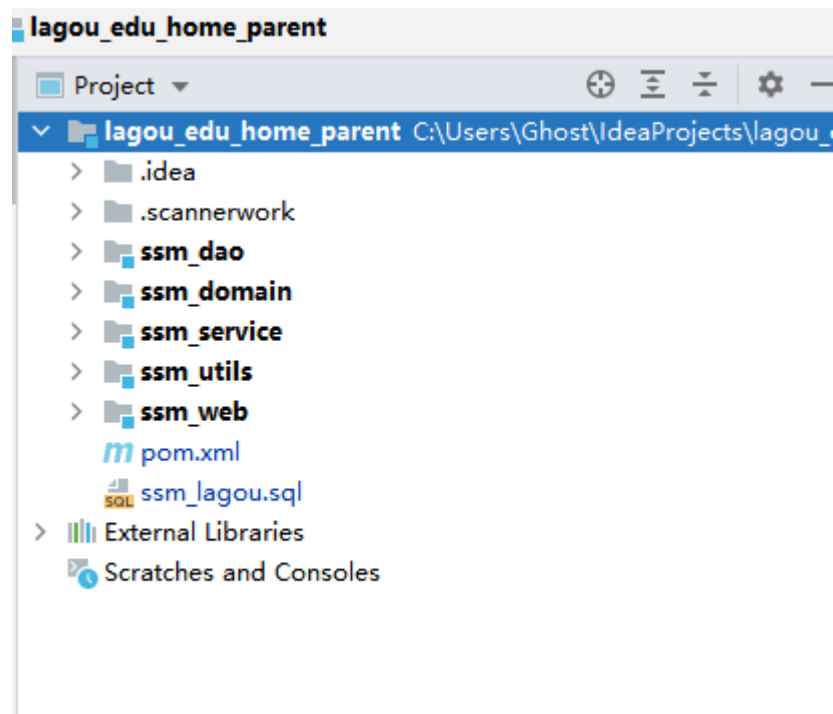 lagou_edu_home_parent
Project
lagou_edu_home_parent C:\Users\Ghost\IdeaProjects\lagou_
.idea
.scannerwork
ssm_dao
ssm_domain
ssm_service
ssm_utils
ssm_web
m pom.xml
SQL ssm_lagou.sql
External Libraries
Scratches and Consoles